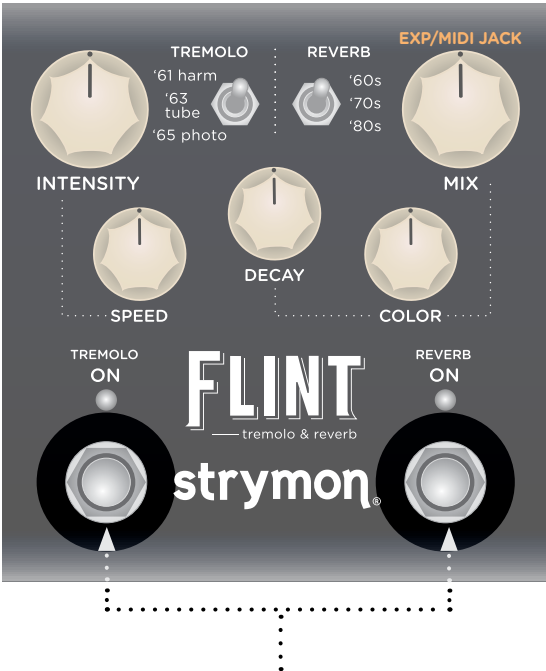 EXP/MIDI JACK
TREMOLO
REVERB
‘61 harm
‘63
tube
‘65 photo
‘60s
‘70s
‘80s
INTENSITY
MIX
DECAY
SPEED
COLOR
TREMOLO
ON
REVERB
ON
FLINT
tremolo & reverb
strymon®